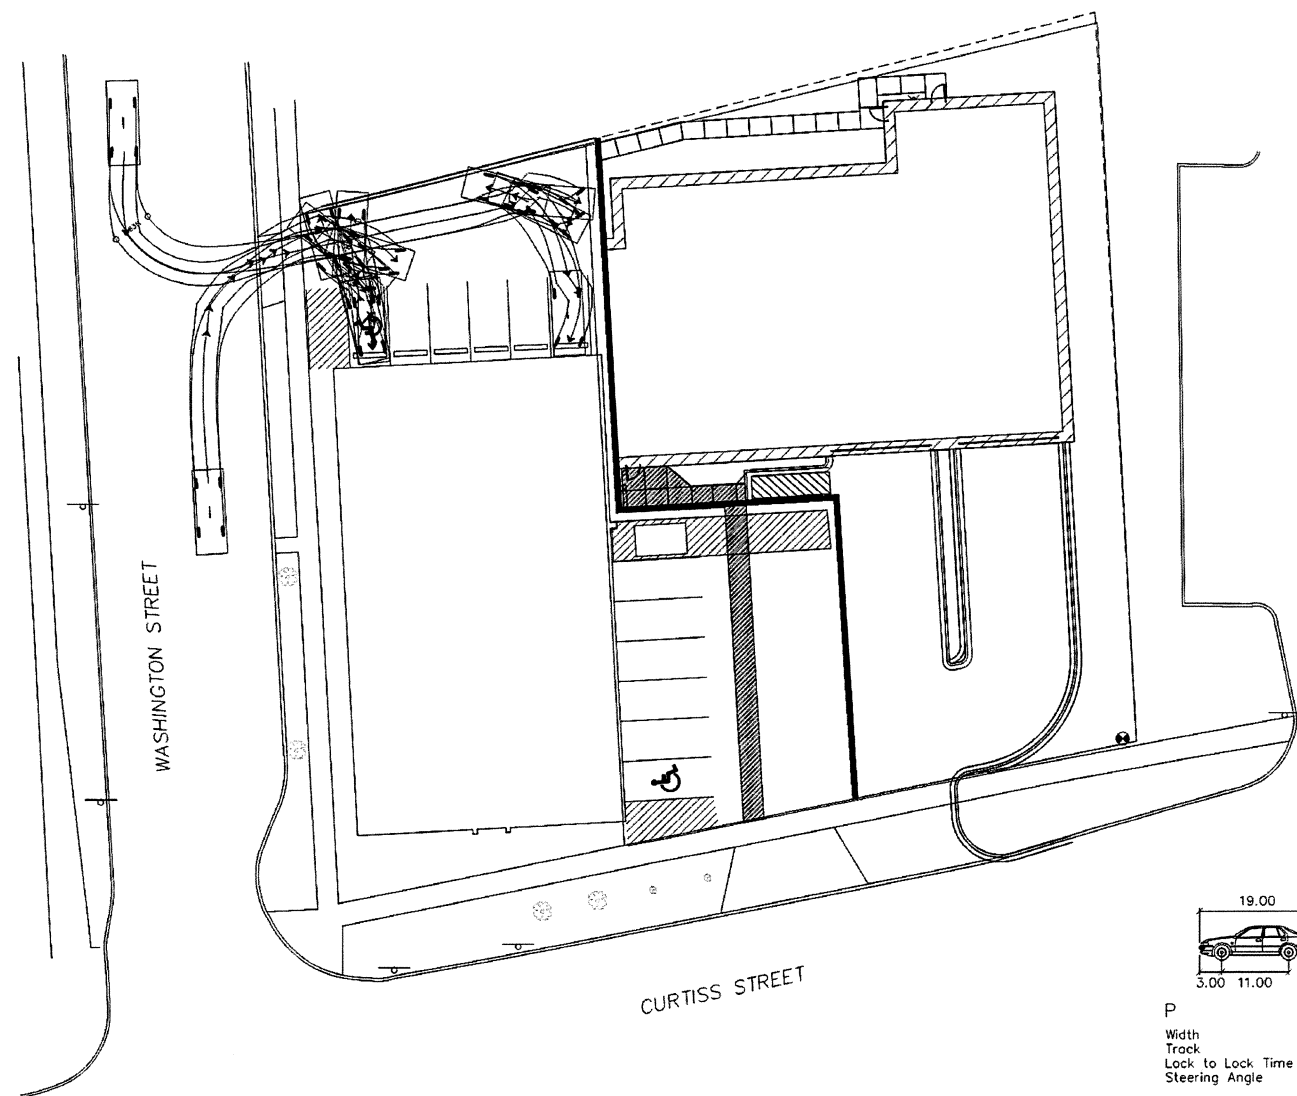 WASHINGTON STREET
CURTISS STREET
19.00
3.00 11.00
P
Width
Track
Lock to Lock Time
Steering Angle